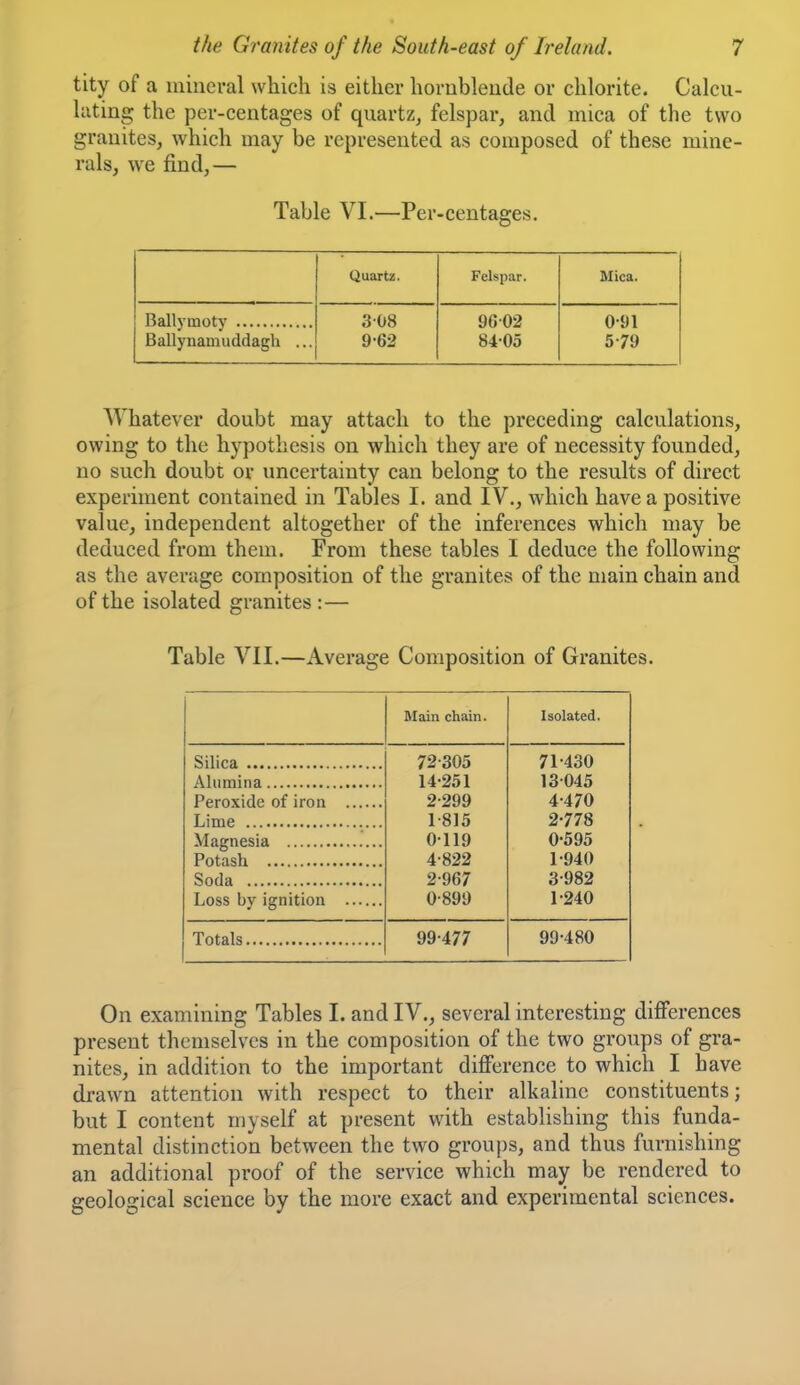 the Granites of the South-east of Ireland. 7
tity of a mineral which is either hornblende or chlorite. Calcu-
lating the per-centages of quartz, felspar, and mica of the two
granites, which may be represented as composed of these mine-
rals, we find,—
Table VI.—Per-centages.
Quartz. Felspar. Mica.
Ballymoty ............ 3·08 96·02 0·91
Ballynamuddagh ... 9·62 84·05 5·79
Whatever doubt may attach to the preceding calculations,
owing to the hypothesis on which they are of necessity founded,
no such doubt or uncertainty can belong to the results of direct
experiment contained in Tables I. and IV., which have a positive
value, independent altogether of the inferences which may be
deduced from them. From these tables I deduce the following
as the average composition of the granites of the main chain and
of the isolated granites :—
Table VII.—Average Composition of Granites.
Main chain. Isolated.
Silica ..................... 72·305 71·430
Alumina .................. 14·251 13·045
Peroxide of iron ...... 2·299 4·470
Lime ..................... 1·815 2·778
Magnesia ............... 0·119 0·595
Potash .................. 4·822 1·940
Soda ..................... 2·967 3·982
Loss by ignition ...... 0·899 1·240
Totals ..................... 99·477 99·480
On examining Tables I. and IV., several interesting differences
present themselves in the composition of the two groups of gra-
nites, in addition to the important difference to which I have
drawn attention with respect to their alkaline constituents;
but I content myself at present with establishing this funda-
mental distinction between the two groups, and thus furnishing
an additional proof of the service which may be rendered to
geological science by the more exact and experimental sciences.